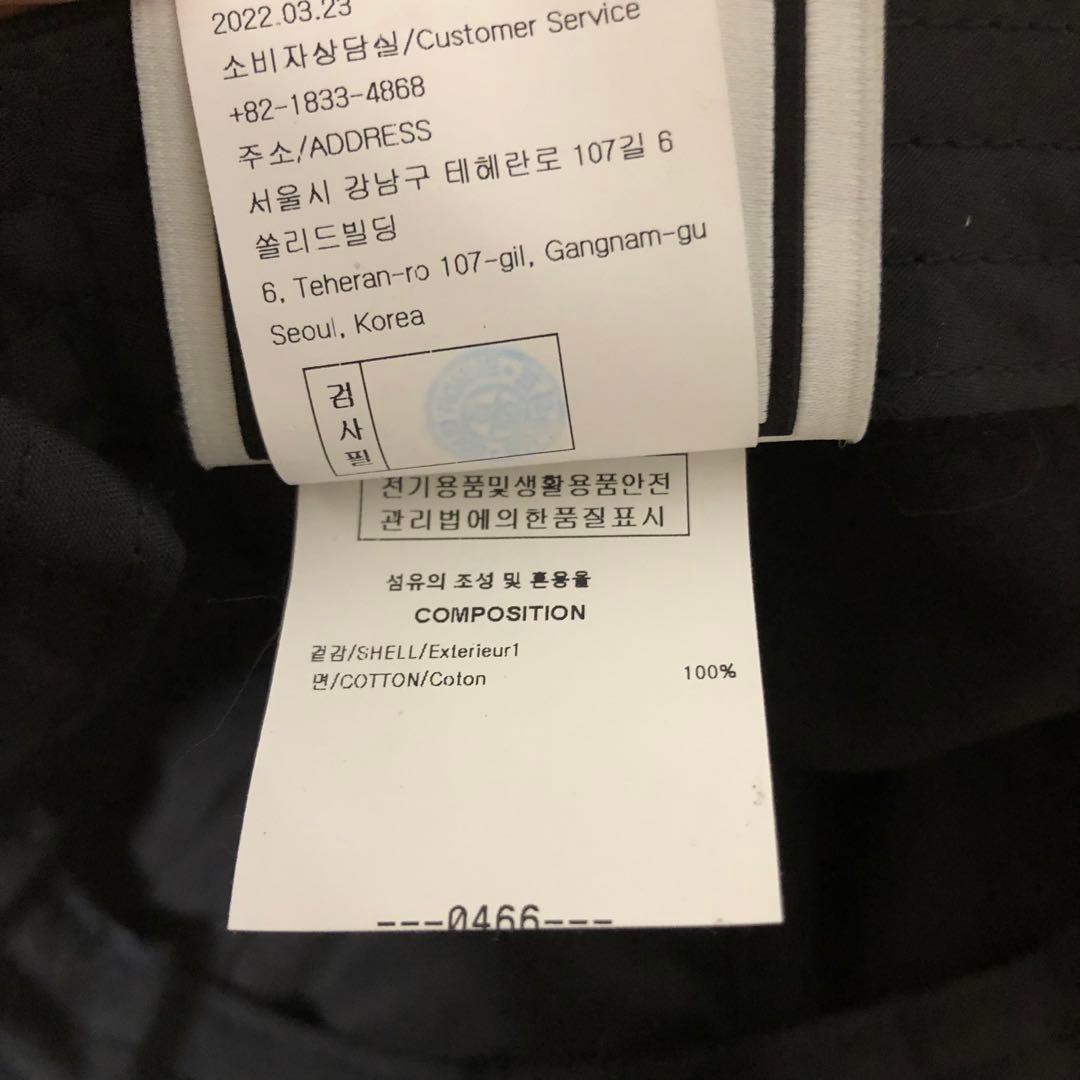 2022.03.23
소비자상담실/Customer Service
+82-1833-4868
주소/ADDRESS
서울시 강남구 테헤란로 107길 6
쏠리드빌딩
6, Teheran-ro 107-gil, Gangnam-gu
Seoul, Korea
검
사
필
전기용품및생활용품안전
관리법에의한품질표시
섬유의 조성 및 혼용율
COMPOSITION
겉감/SHELL/Exterieur1
면/COTTON/Coton 100%
---0466---